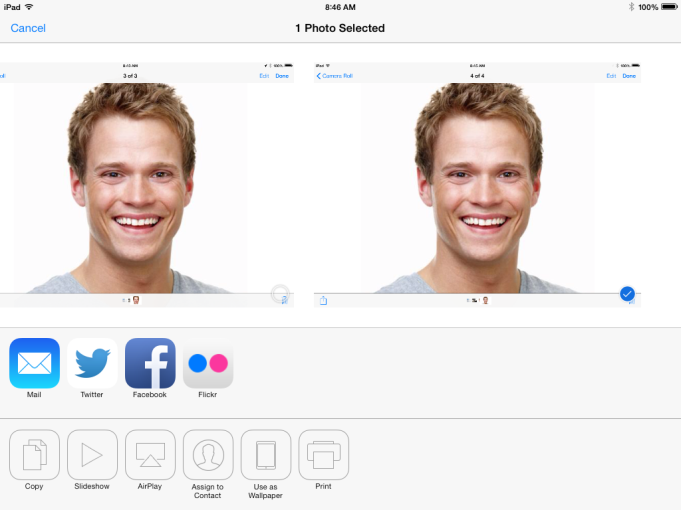 iPad 8:46 AM 100%
Cancel 1 Photo Selected
8:45 AM 100%
3 of 3 Edit Done
iPad 8:45 AM 100%
Camera Roll 4 of 4 Edit Done
Mail Twitter Facebook Flickr
Copy Slideshow AirPlay Assign to Contact Use as Wallpaper Print